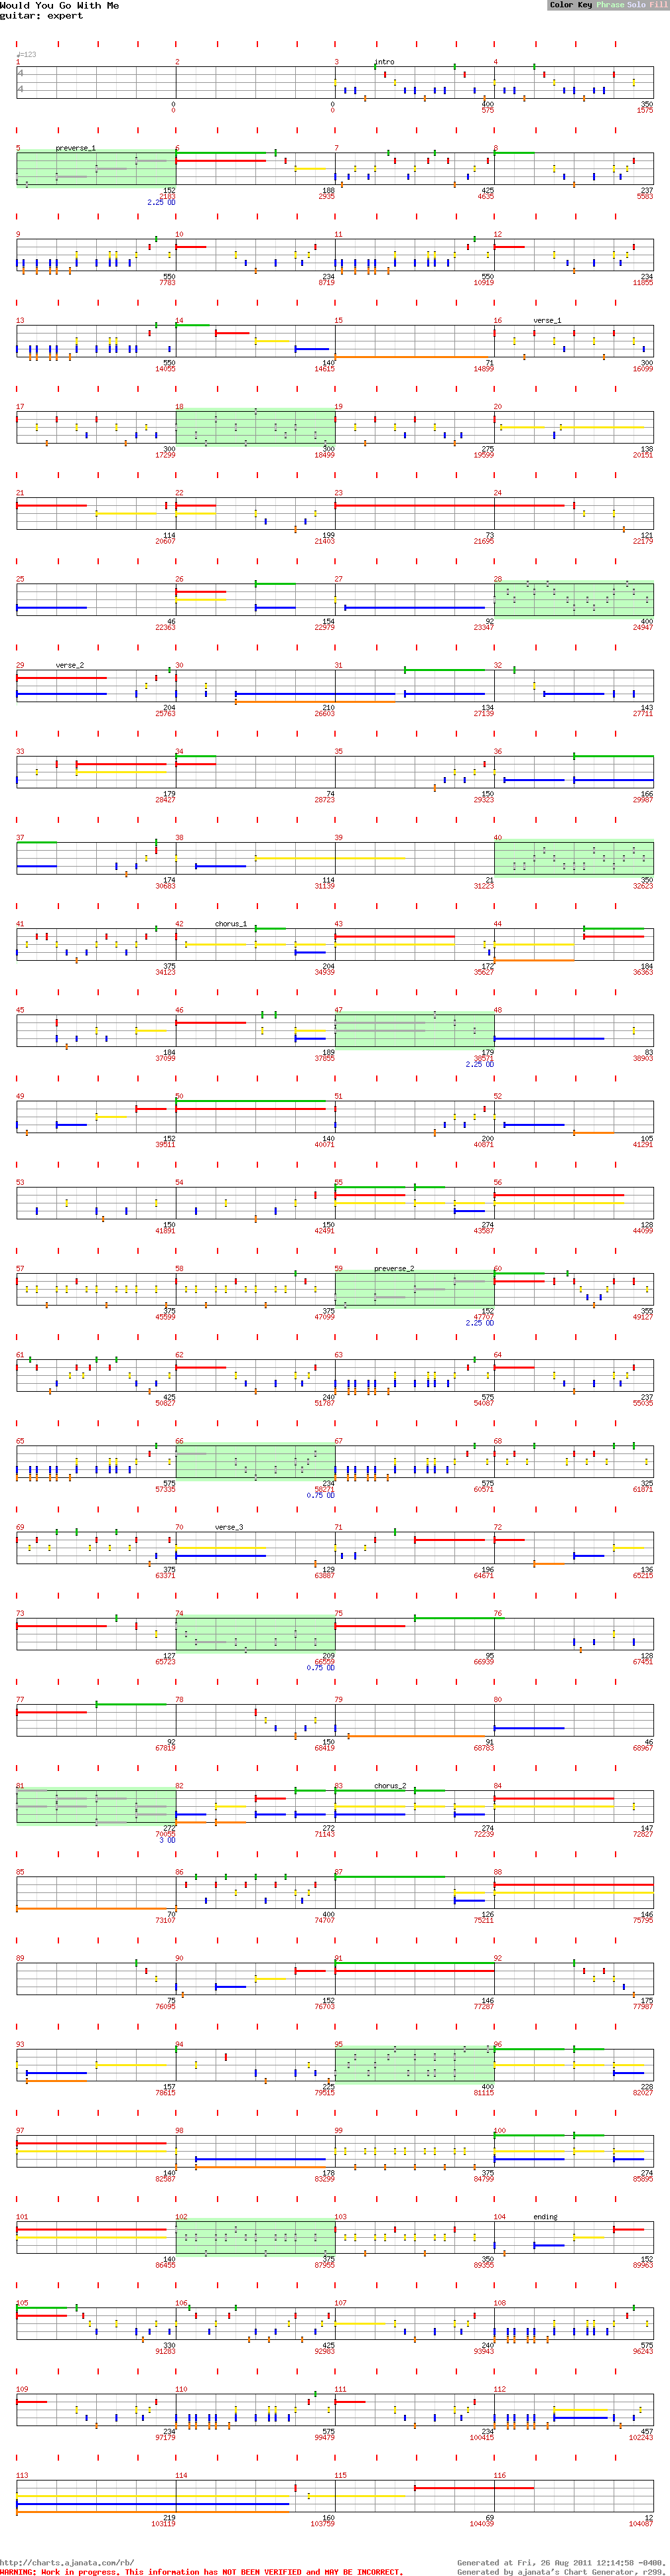 Would You Go With Me
guitar: expert
Color Key Phrase Solo Fill
♩=123
1 2 3 intro 4
4
4
0 0 400 350
0 0 575 1575
5 preverse_1 6 7 8
152 188 425 237
2183 2935 4635 5583
2.25 OD
9 10 11 12
550 234 550 234
7783 8719 10919 11855
13 14 15 verse_1 16
550 140 71 300
14055 14615 14899 16099
17 18 19 20
300 300 275 138
17299 18499 19599 20151
21 22 23 24
114 199 73 121
20607 21403 21695 22179
25 26 27 28
46 154 92 400
22363 22979 23347 24947
29 verse_2 30 31 32
204 210 134 143
25763 26603 27139 27711
33 34 35 36
179 74 150 166
28427 28723 29323 29987
37 38 39 40
174 114 21 350
30683 31139 31223 32623
41 42 chorus_1 43 44
375 204 172 184
34123 34939 35627 36363
45 46 47 48
184 189 179 83
37099 37855 38571 38903
2.25 OD
49 50 51 52
152 140 200 105
39511 40071 40871 41291
53 54 55 56
150 150 274 128
41891 42491 43587 44099
57 58 59 preverse_2 60
375 375 152 355
45599 47099 47707 49127
2.25 OD
61 62 63 64
425 240 575 237
50827 51787 54087 55035
65 66 67 68
575 234 575 325
57335 58271 60571 61871
0.75 OD
69 70 verse_3 71 72
375 129 196 136
63371 63887 64671 65215
73 74 75 76
127 209 95 128
65723 66559 66939 67451
0.75 OD
77 78 79 80
92 150 91 46
67819 68419 68783 68967
81 82 83 chorus_2 84
272 272 274 147
70055 71143 72239 72827
3 OD
85 86 87 88
70 400 126 146
73107 74707 75211 75795
89 90 91 92
75 152 146 175
76095 76703 77287 77987
93 94 95 96
157 225 400 228
78615 79515 81115 82027
97 98 99 100
140 178 375 274
82587 83299 84799 85895
101 102 103 104 ending
140 375 350 152
86455 87955 89355 89963
105 106 107 108
330 425 240 575
91283 92983 93943 96243
109 110 111 112
234 575 234 457
97179 99479 100415 102243
113 114 115 116
219 160 69 12
103119 103759 104039 104087
http://charts.ajanata.com/rb/ Generated at Fri, 26 Aug 2011 12:14:58 -0400.
WARNING: Work in progress. This information has NOT BEEN VERIFIED and MAY BE INCORRECT. Generated by ajanata's Chart Generator, r299.